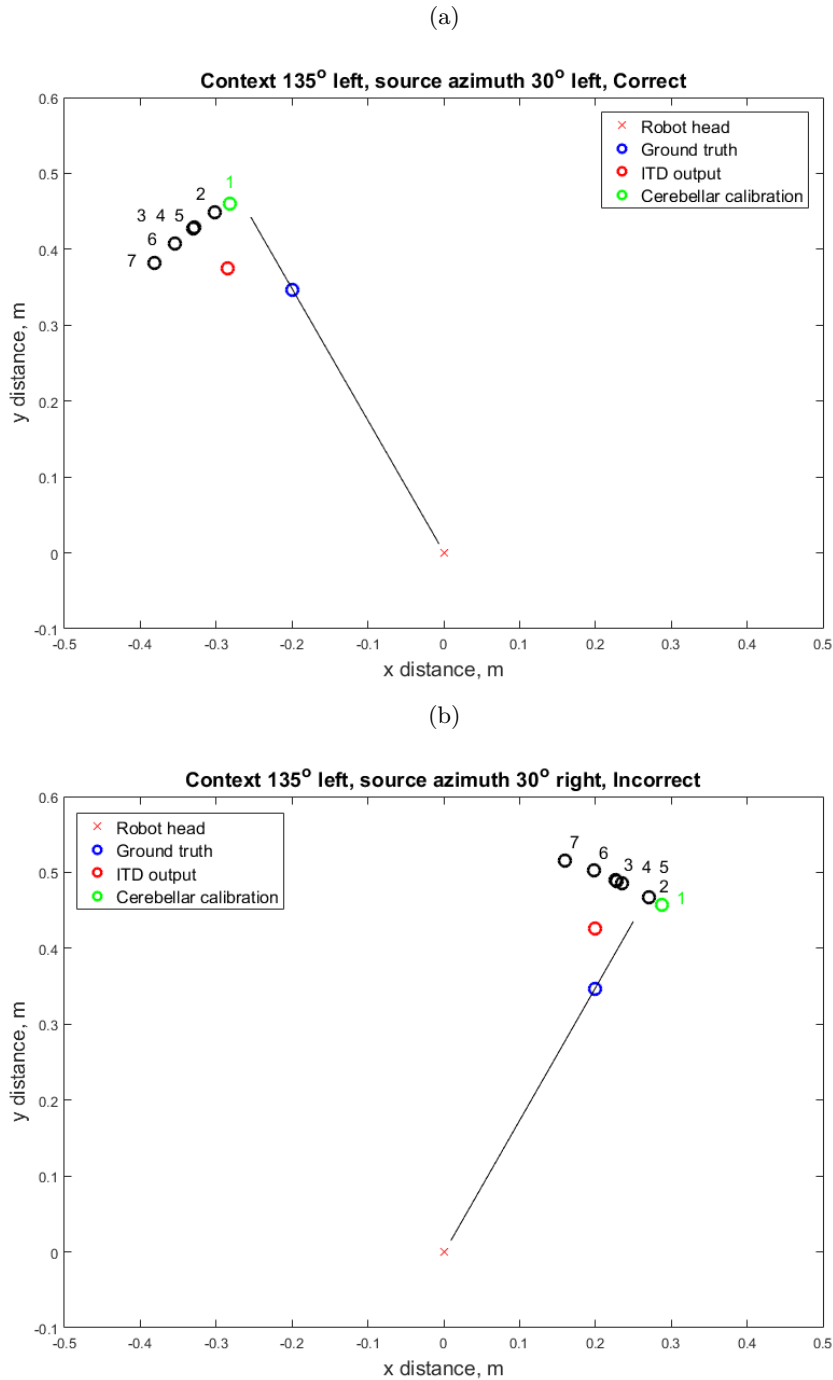 (a)
Context 135° left, source azimuth 30° left, Correct
0.6
Robot head
Ground truth
ITD output
Cerebellar calibration
0.5
1
2
3 4 5
6
7
0.4
0.3
0.2
0.1
0
-0.1
y distance, m
-0.5 -0.4 -0.3 -0.2 -0.1 0 0.1 0.2 0.3 0.4 0.5
x distance, m
(b)
Context 135° left, source azimuth 30° right, Incorrect
0.6
Robot head
Ground truth
ITD output
Cerebellar calibration
7
6
3 4 5
2
1
0.5
0.4
0.3
0.2
0.1
0
-0.1
y distance, m
-0.5 -0.4 -0.3 -0.2 -0.1 0 0.1 0.2 0.3 0.4 0.5
x distance, m